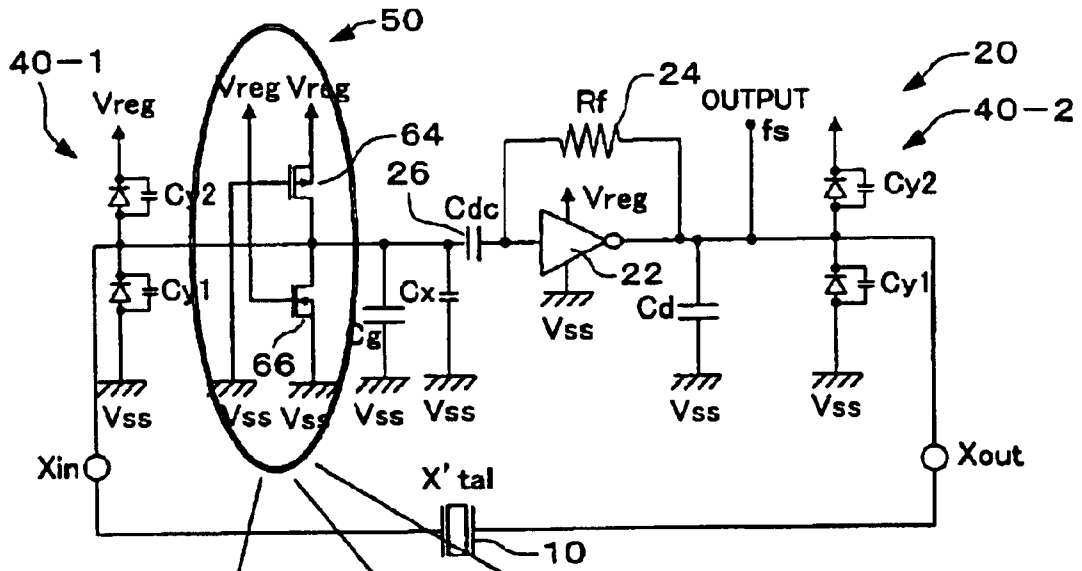 50
20
40-1
Vreg
Vreg
Vreg
64
24
Rf
OUTPUT
fs
40-2
26
Cdc
Vreg
22
Cy2
Cy2
Cy1
Cy1
Cx
Cg
66
Cd
Vss
Vss
Vss
Vss
Vss
Vss
Vss
Vss
Xin
X'tal
Xout
10